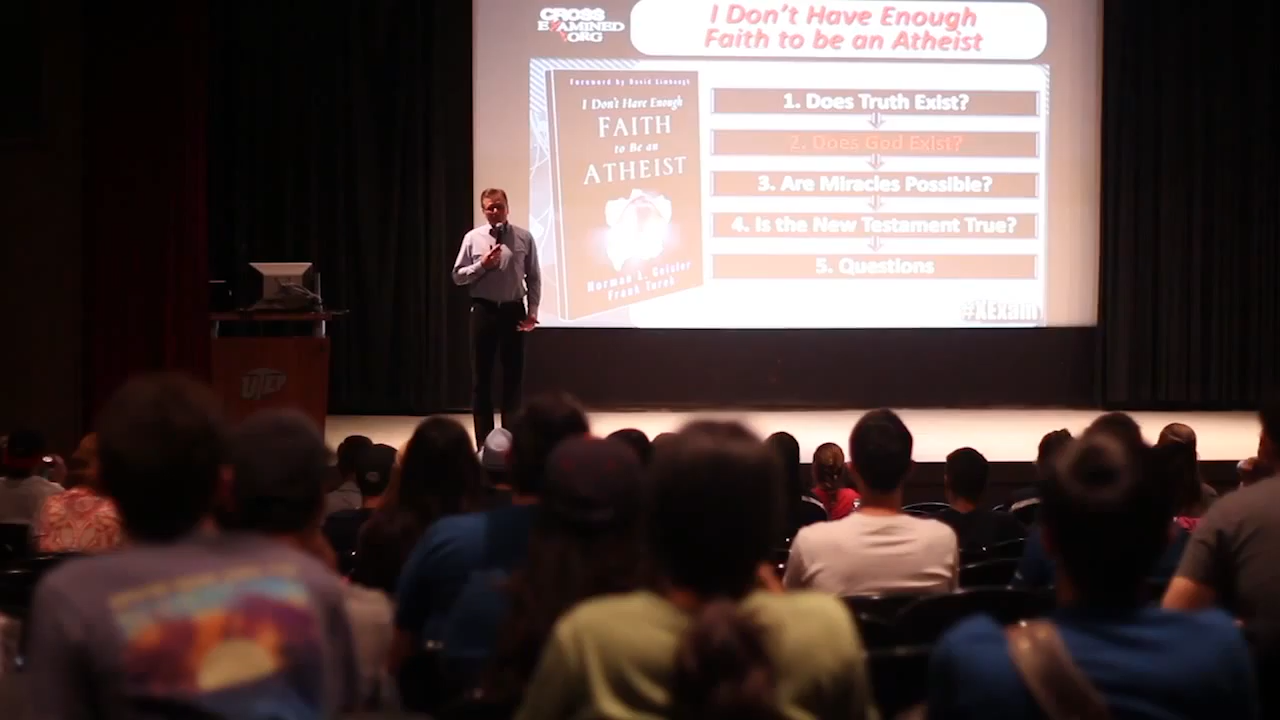 CROSS
EXAMINED
.ORG
I Don't Have Enough
Faith to be an Atheist
Foreword by David Limbaugh
I Don't Have Enough
FAITH
to Be an
ATHEIST
Norman L. Geisler
Frank Turek
1. Does Truth Exist?
2. Does God Exist?
3. Are Miracles Possible?
4. Is the New Testament True?
5. Questions
#XExam
UTEP